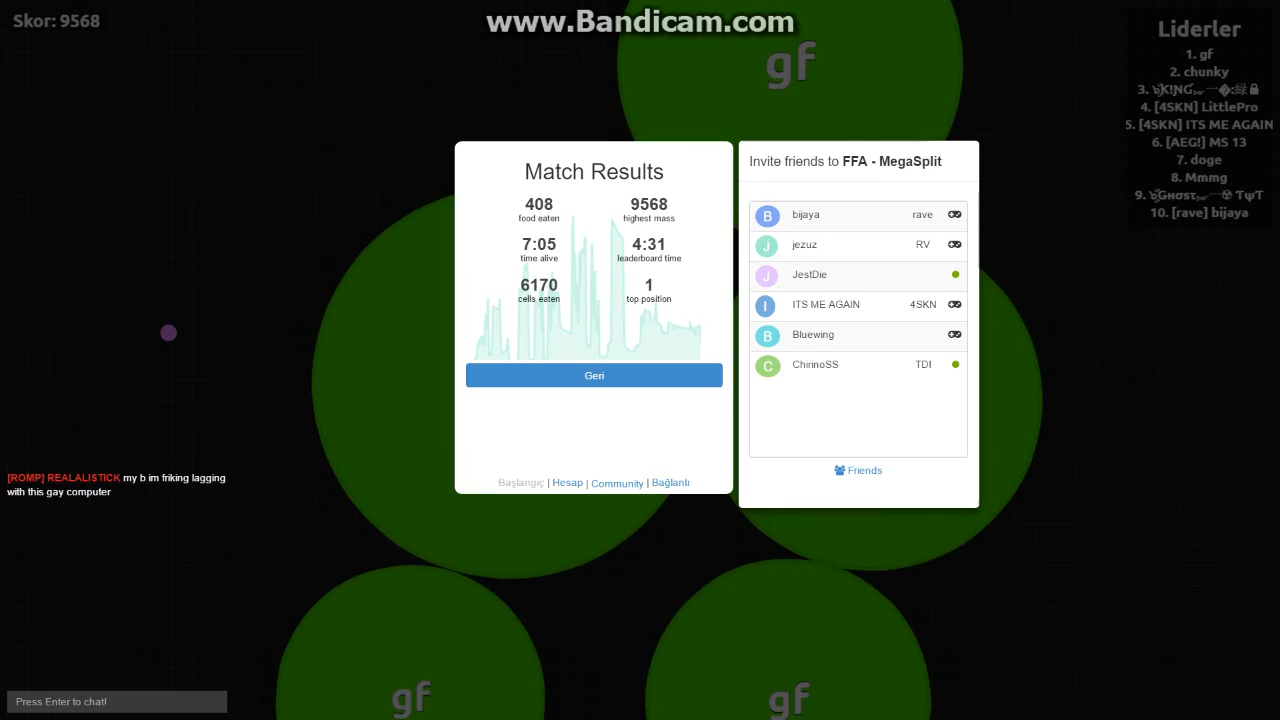 Skor: 9568
www.Bandicam.com
gf
Liderler
1. gf
2. chunky
4. [4SKN] LittlePro
5. [4SKN] ITS ME AGAIN
6. [AEG!] MS 13
7. doge
8. Mmmg
10. [rave] bijaya
Match Results
408
food eaten
9568
highest mass
7:05
time alive
4:31
leaderboard time
6170
cells eaten
1
top position
Geri
Başlangıç | Hesap | Community | Bağlantı
Invite friends to FFA - MegaSplit
B bijaya rave
J jezuz RV
J JestDie
I ITS ME AGAIN 4SKN
B Bluewing
C ChirinoSS TDI
Friends
[ROMP] REALALISTICK my b im friking lagging
with this gay computer
gf
gf
Press Enter to chat!